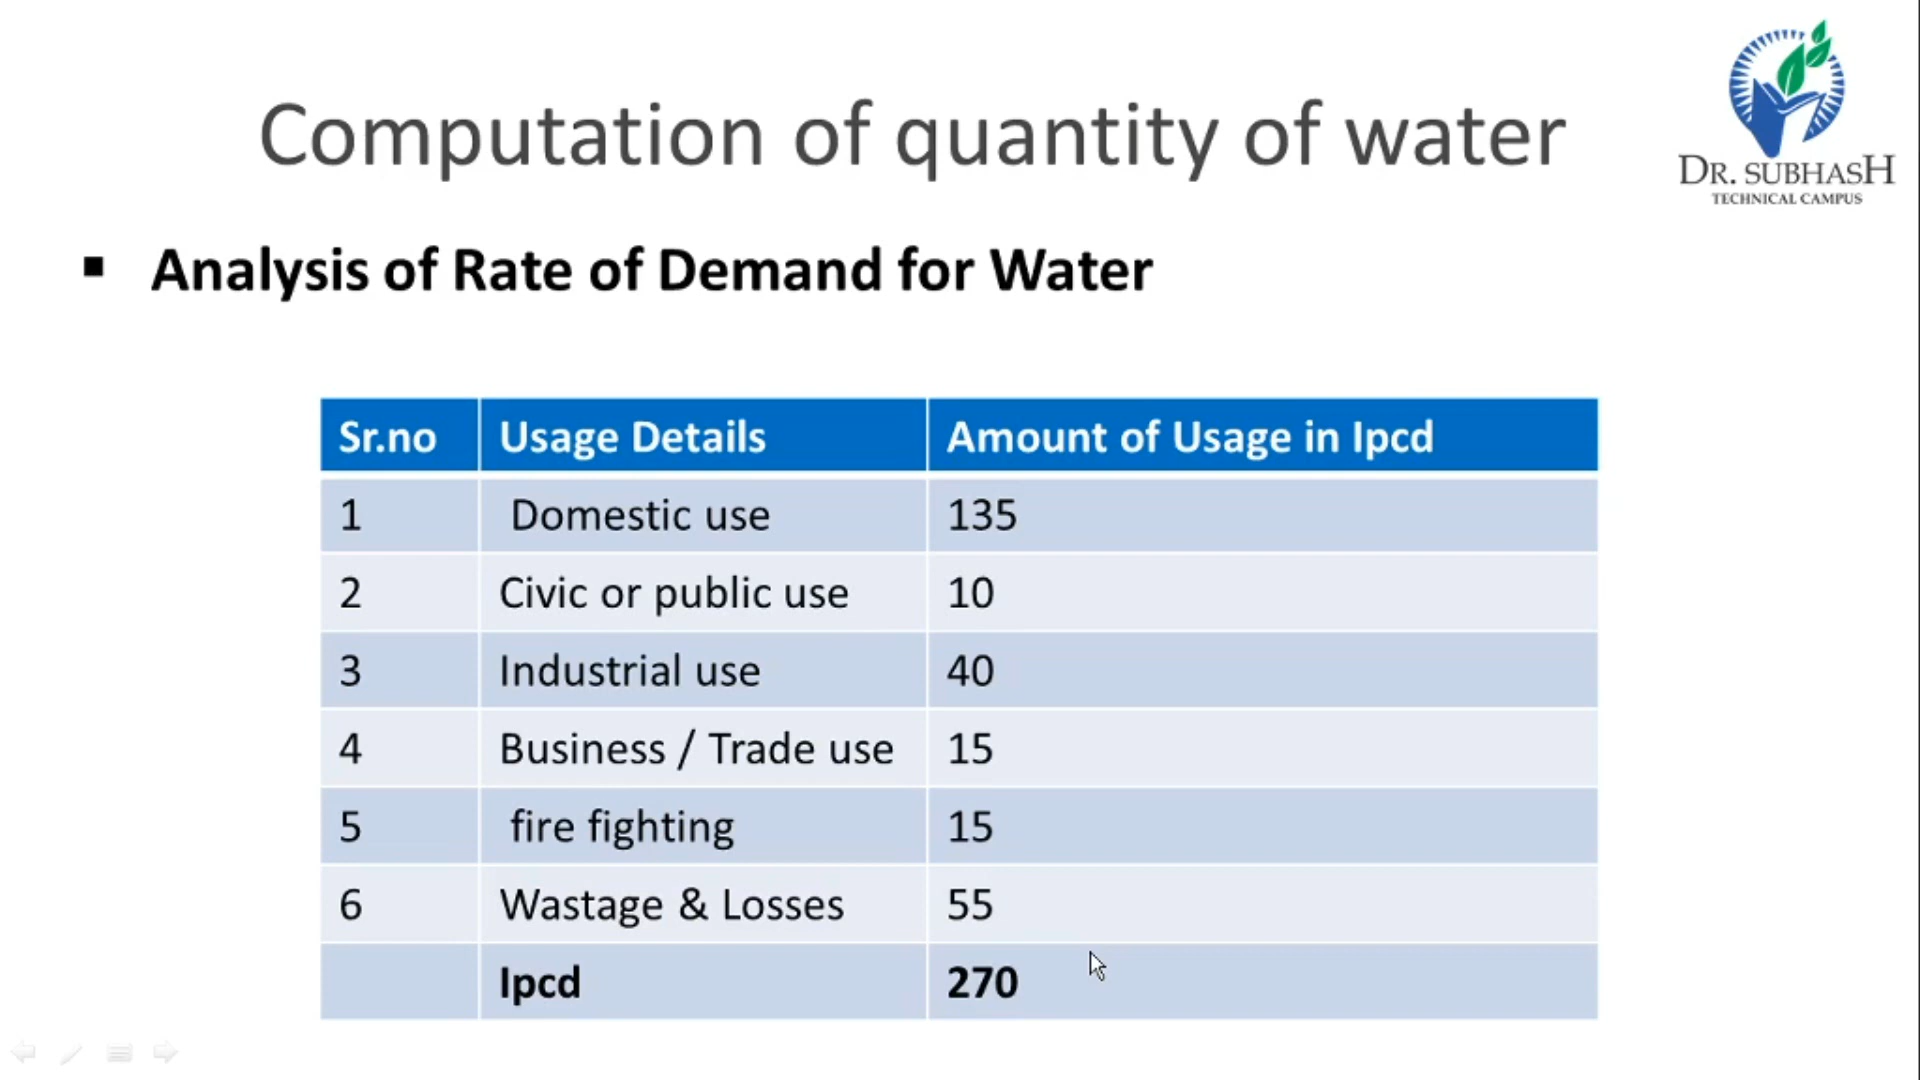 Computation of quantity of water
DR. SUBHASH
TECHNICAL CAMPUS
▪ Analysis of Rate of Demand for Water
Sr.no Usage Details Amount of Usage in lpcd
1 Domestic use 135
2 Civic or public use 10
3 Industrial use 40
4 Business / Trade use 15
5 fire fighting 15
6 Wastage & Losses 55
lpcd 270